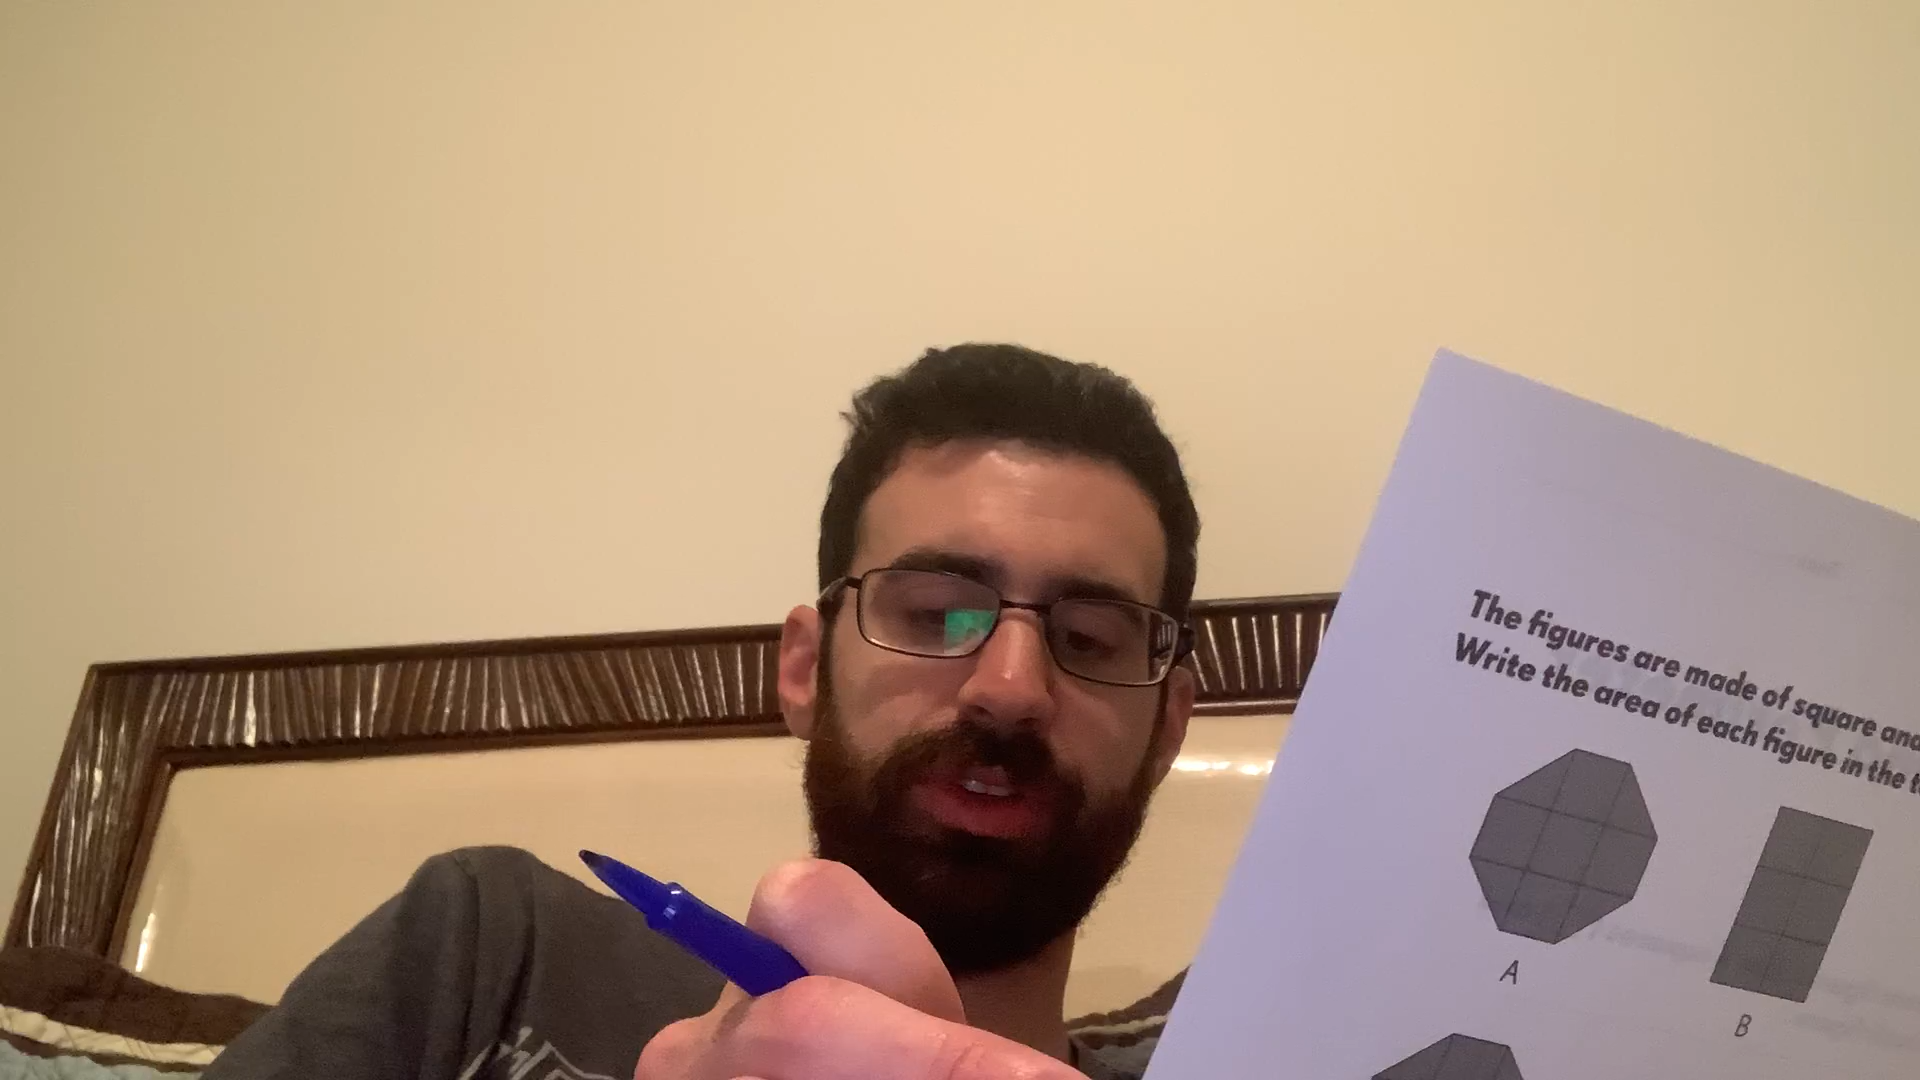 The figures are made of square and
Write the area of each figure in the
A
B